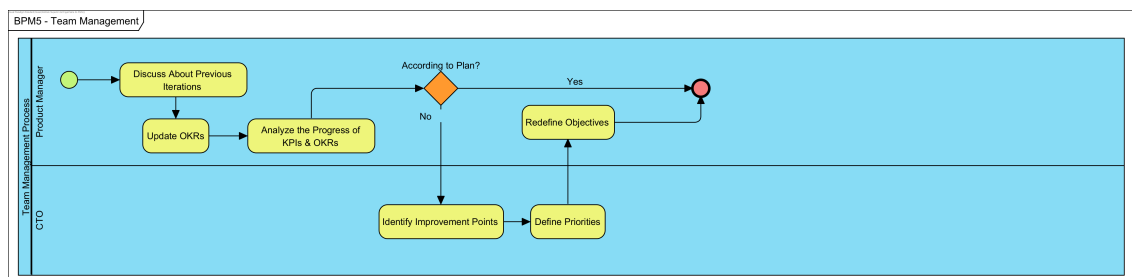 BPM5 - Team Management
Team Management Process
Product Manager
Discuss About Previous
Iterations
Update OKRs
Analyze the Progress of
KPIs & OKRs
According to Plan?
Yes
No
Redefine Objectives
CTO
Identify Improvement Points
Define Priorities